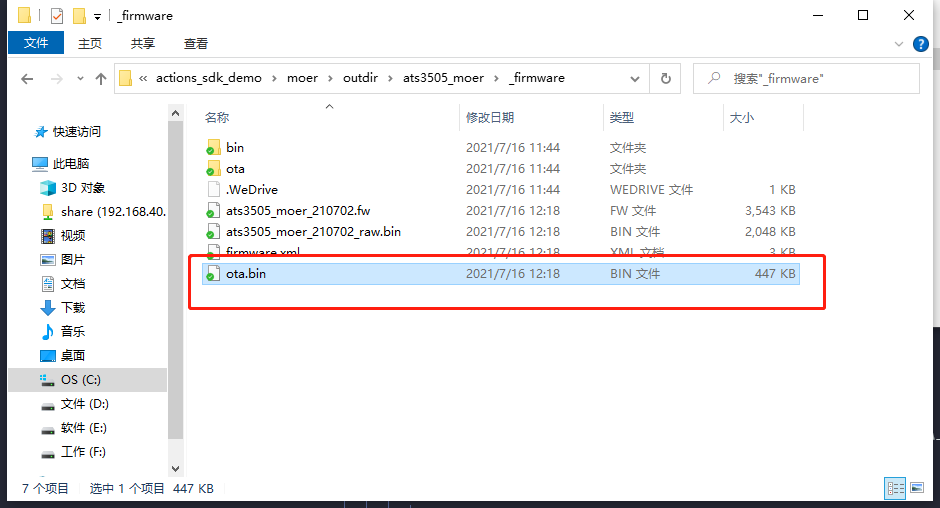 _firmware
文件 主页 共享 查看
« actions_sdk_demo › moer › outdir › ats3505_moer › _firmware 搜索"_firmware"
名称 修改日期 类型 大小
快速访问
此电脑
3D 对象
share (192.168.40.
视频
图片
文档
下载
音乐
桌面
OS (C:)
文件 (D:)
软件 (E:)
工作 (F:)
bin 2021/7/16 11:44 文件夹
ota 2021/7/16 11:44 文件夹
.WeDrive 2021/7/16 11:44 WEDRIVE 文件 1 KB
ats3505_moer_210702.fw 2021/7/16 12:18 FW 文件 3,543 KB
ats3505_moer_210702_raw.bin 2021/7/16 12:18 BIN 文件 2,048 KB
firmware.xml 2021/7/16 12:18 XML 文档 3 KB
ota.bin 2021/7/16 12:18 BIN 文件 447 KB
7 个项目 选中 1 个项目 447 KB